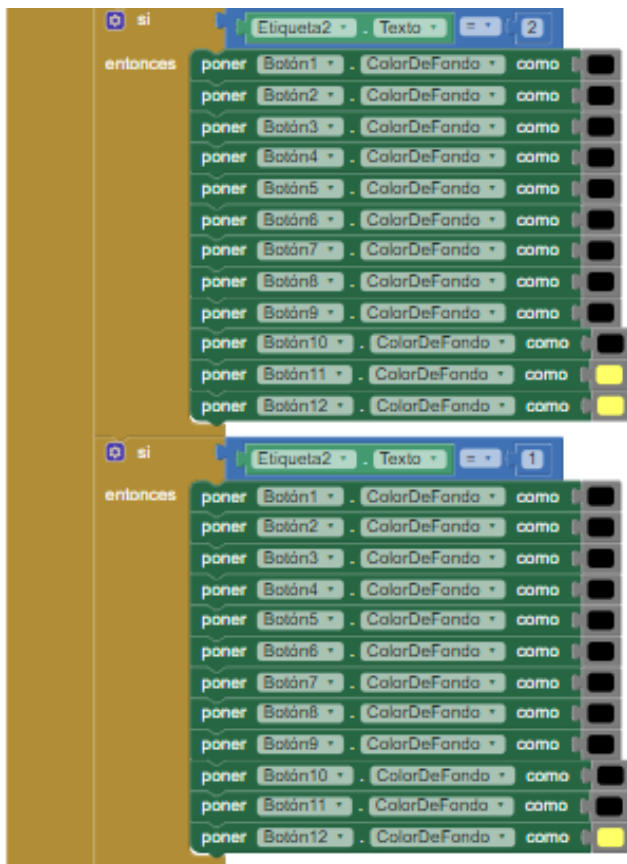 si Etiqueta2 . Texto = 2
entonces poner Botón1 . ColorDeFondo como
poner Botón2 . ColorDeFondo como
poner Botón3 . ColorDeFondo como
poner Botón4 . ColorDeFondo como
poner Botón5 . ColorDeFondo como
poner Botón6 . ColorDeFondo como
poner Botón7 . ColorDeFondo como
poner Botón8 . ColorDeFondo como
poner Botón9 . ColorDeFondo como
poner Botón10 . ColorDeFondo como
poner Botón11 . ColorDeFondo como
poner Botón12 . ColorDeFondo como
si Etiqueta2 . Texto = 1
entonces poner Botón1 . ColorDeFondo como
poner Botón2 . ColorDeFondo como
poner Botón3 . ColorDeFondo como
poner Botón4 . ColorDeFondo como
poner Botón5 . ColorDeFondo como
poner Botón6 . ColorDeFondo como
poner Botón7 . ColorDeFondo como
poner Botón8 . ColorDeFondo como
poner Botón9 . ColorDeFondo como
poner Botón10 . ColorDeFondo como
poner Botón11 . ColorDeFondo como
poner Botón12 . ColorDeFondo como